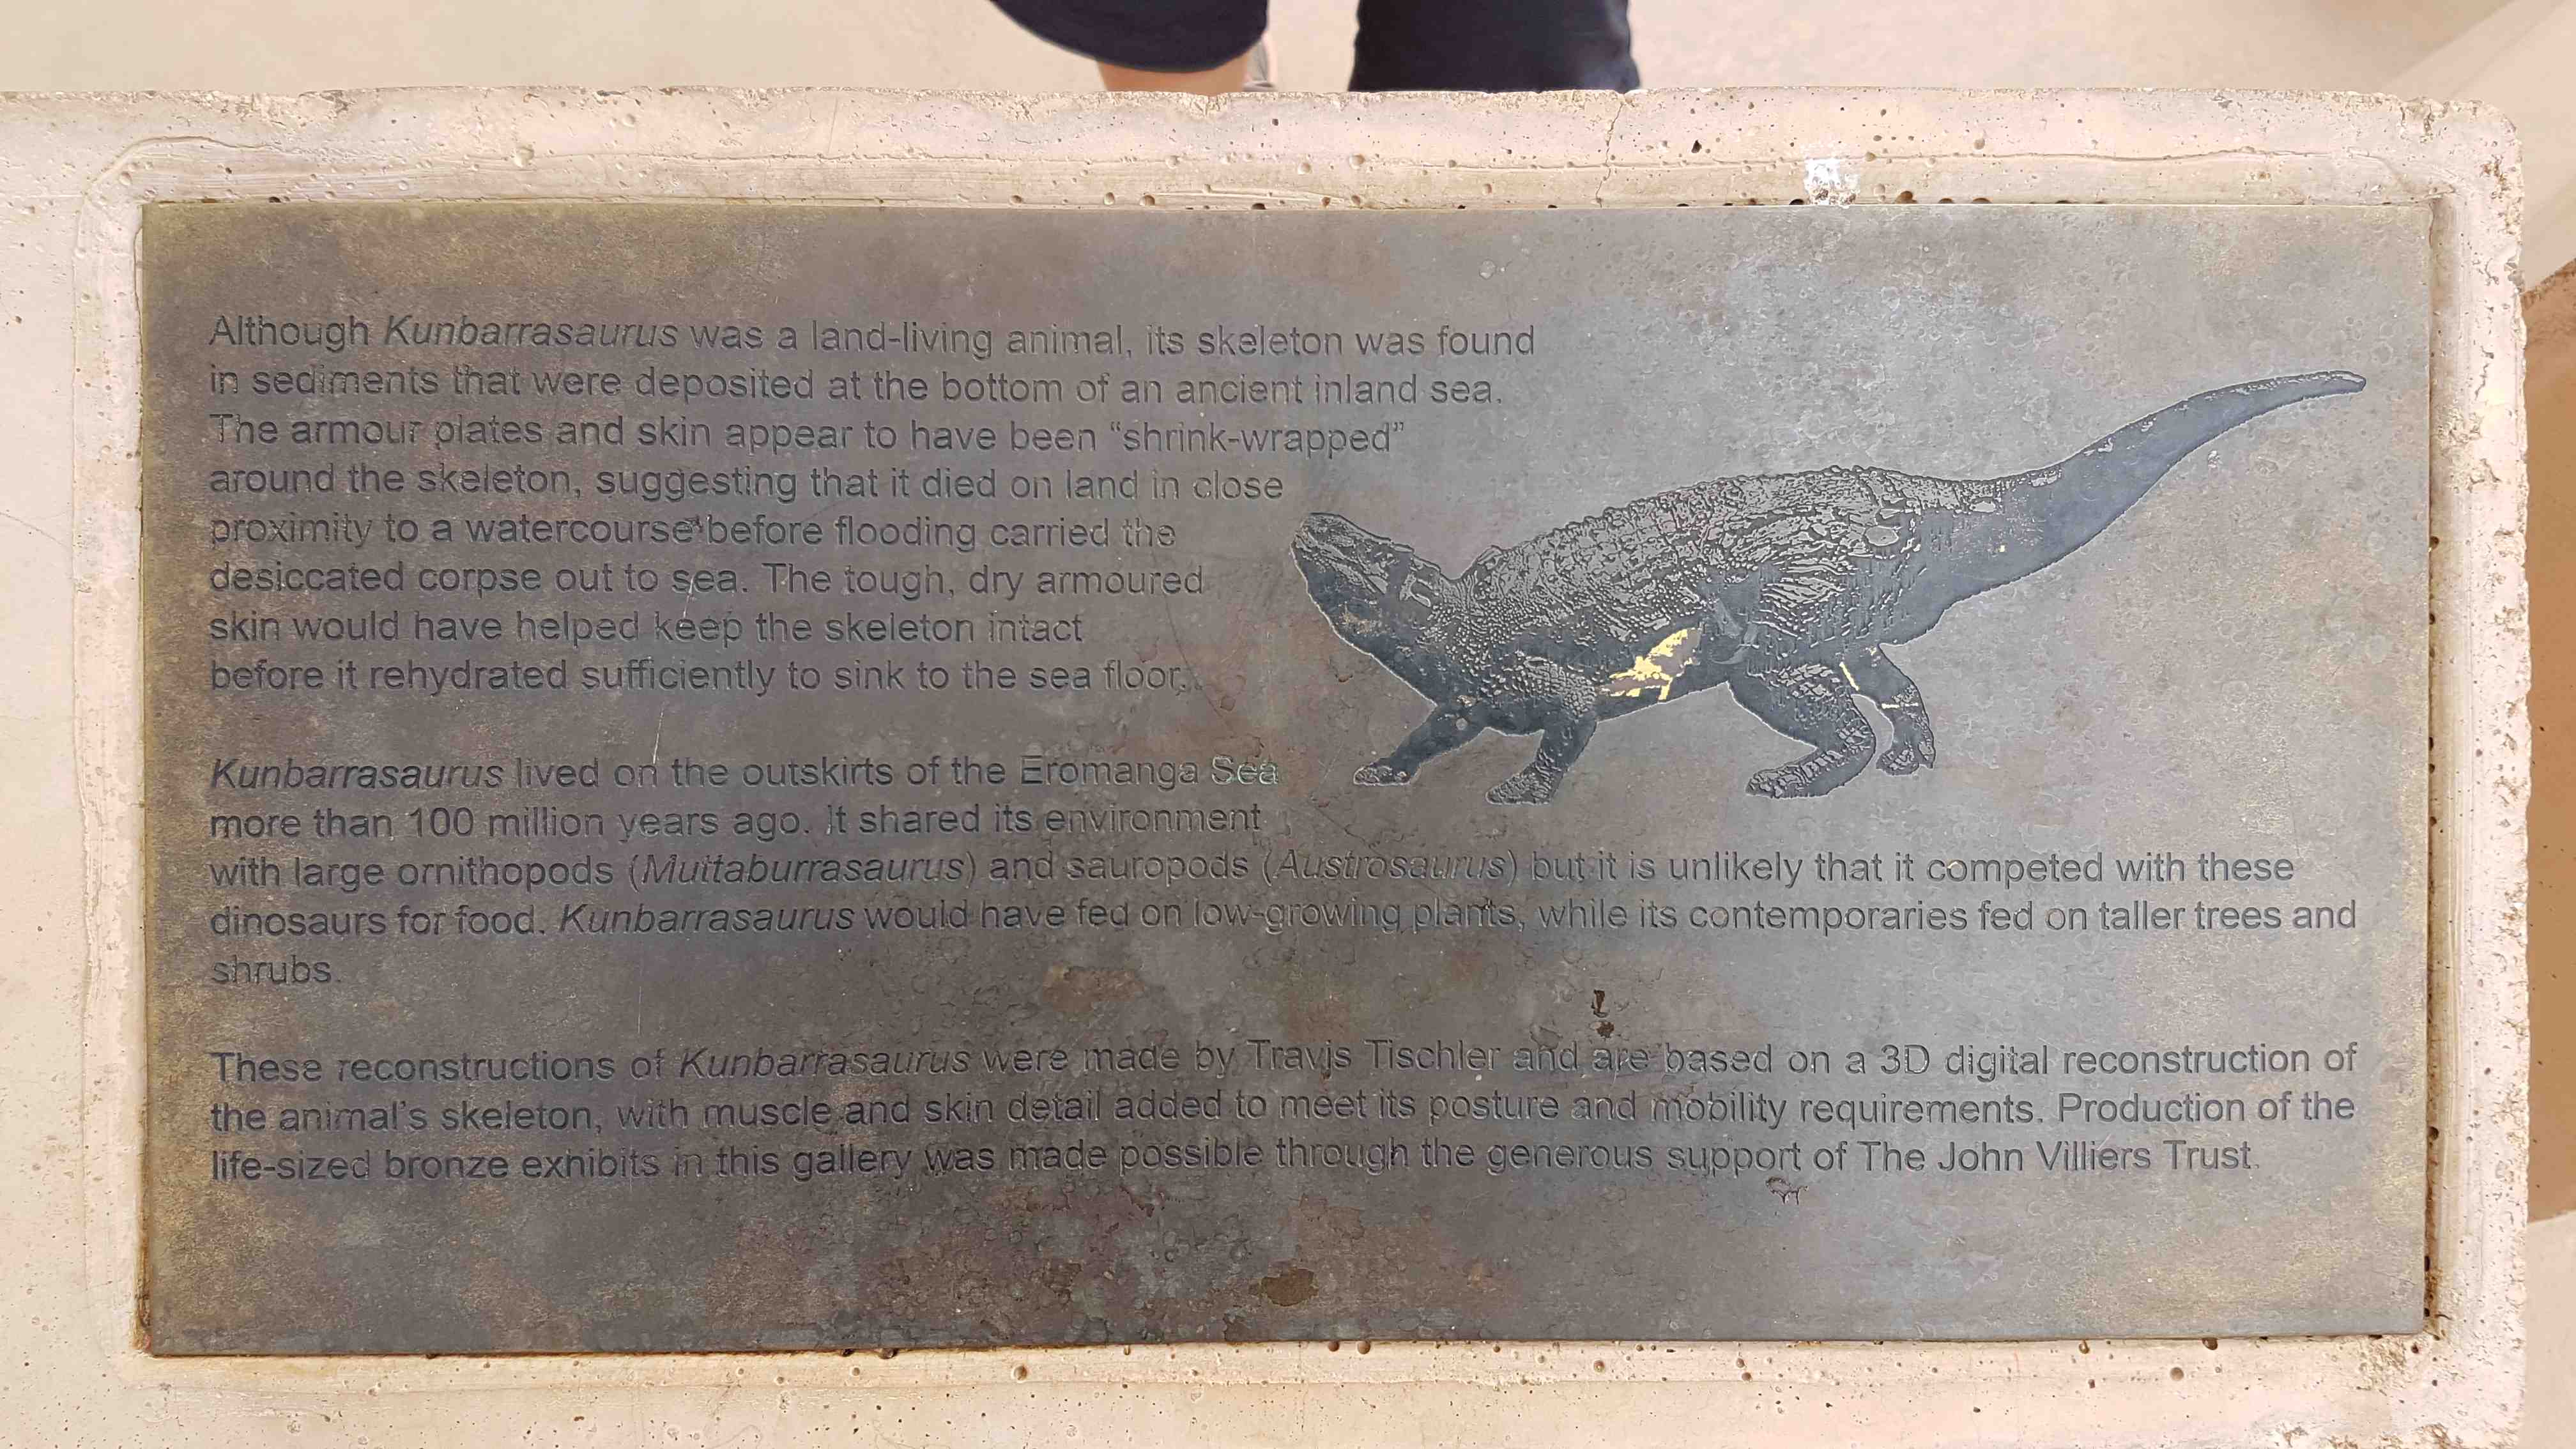 Although Kunbarrasaurus was a land-living animal, its skeleton was found
in sediments that were deposited at the bottom of an ancient inland sea.
The armour plates and skin appear to have been “shrink-wrapped”
around the skeleton, suggesting that it died on land in close
proximity to a watercourse before flooding carried the
desiccated corpse out to sea. The tough, dry armoured
skin would have helped keep the skeleton intact
before it rehydrated sufficiently to sink to the sea floor.
Kunbarrasaurus lived on the outskirts of the Eromanga Sea
more than 100 million years ago. It shared its environment
with large ornithopods (Muttaburrasaurus) and sauropods (Austrosaurus) but it is unlikely that it competed with these
dinosaurs for food. Kunbarrasaurus would have fed on low-growing plants, while its contemporaries fed on taller trees and
shrubs.
These reconstructions of Kunbarrasaurus were made by Travis Tischler and are based on a 3D digital reconstruction of
the animal’s skeleton, with muscle and skin detail added to meet its posture and mobility requirements. Production of the
life-sized bronze exhibits in this gallery was made possible through the generous support of The John Villiers Trust.